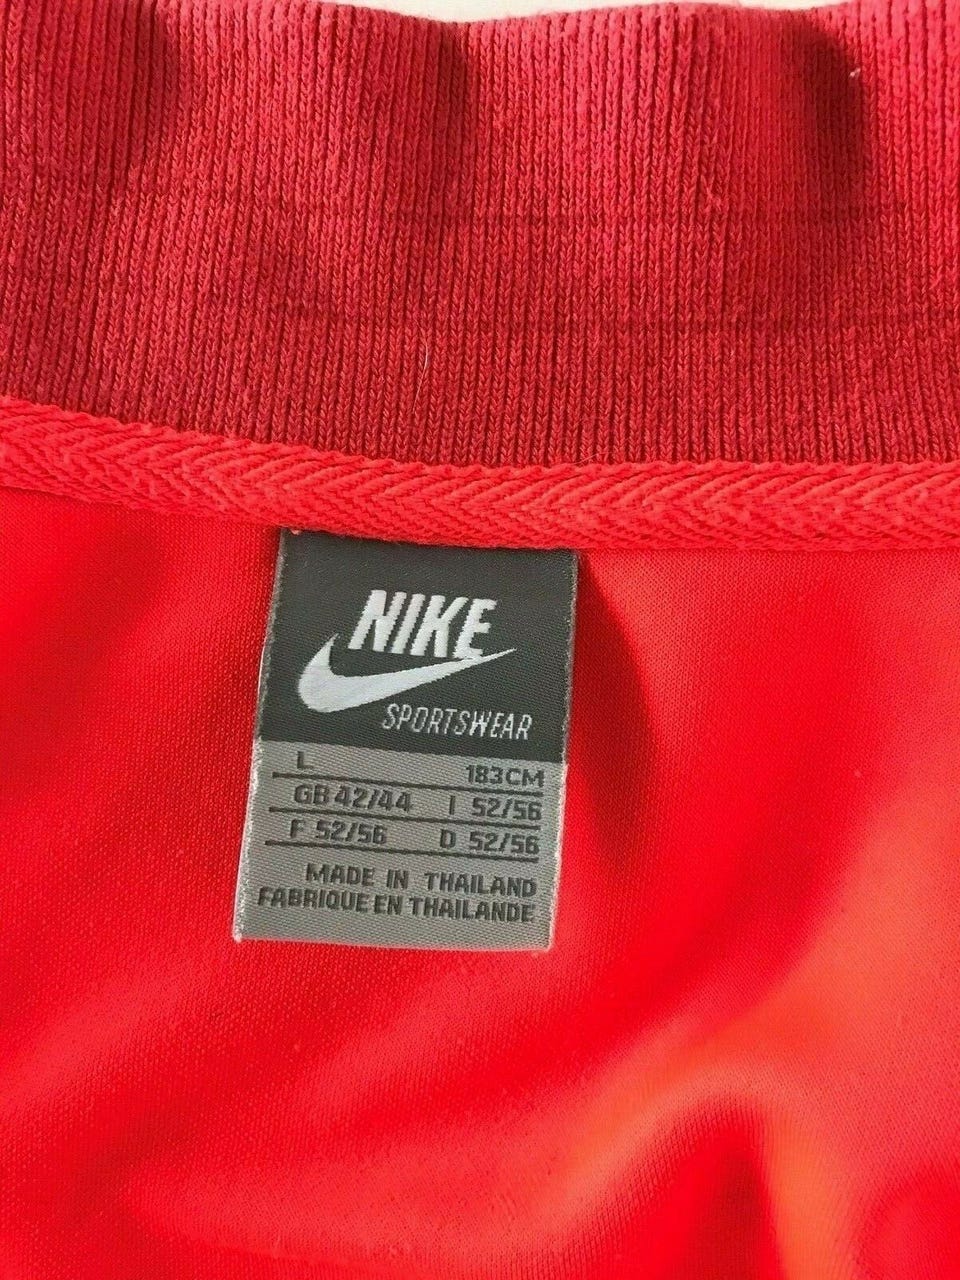 NIKE
SPORTSWEAR
L 183CM
GB 42/44 I 52/56
F 52/56 D 52/56
MADE IN THAILAND
FABRIQUE EN THAILANDE